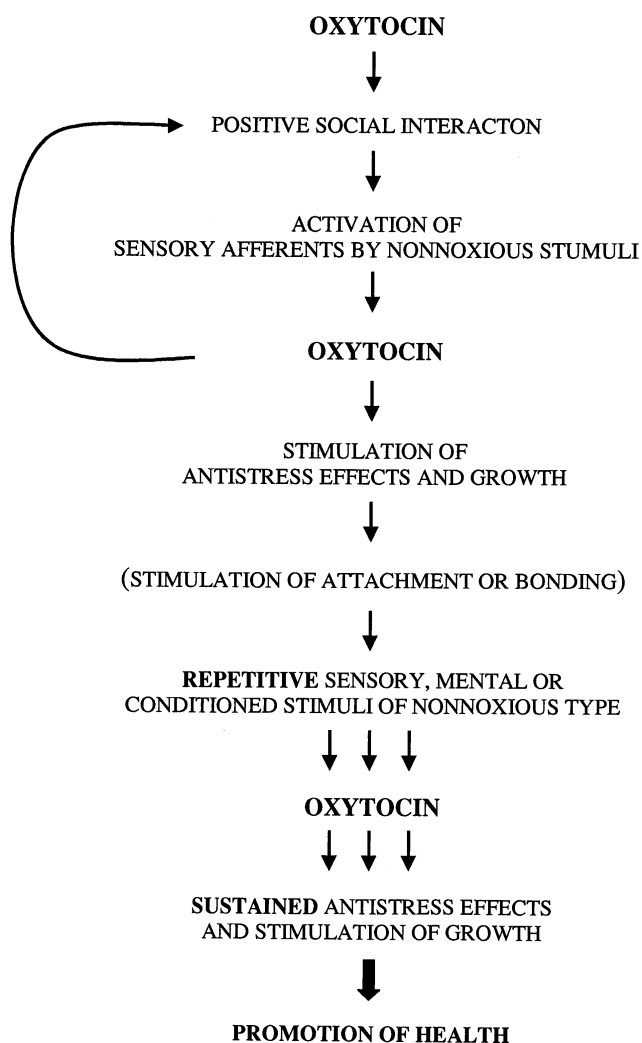 OXYTOCIN
POSITIVE SOCIAL INTERACTON
ACTIVATION OF
SENSORY AFFERENTS BY NONNOXIOUS STUMULI
OXYTOCIN
STIMULATION OF
ANTISTRESS EFFECTS AND GROWTH
(STIMULATION OF ATTACHMENT OR BONDING)
REPETITIVE SENSORY, MENTAL OR
CONDITIONED STIMULI OF NONNOXIOUS TYPE
OXYTOCIN
SUSTAINED ANTISTRESS EFFECTS
AND STIMULATION OF GROWTH
PROMOTION OF HEALTH